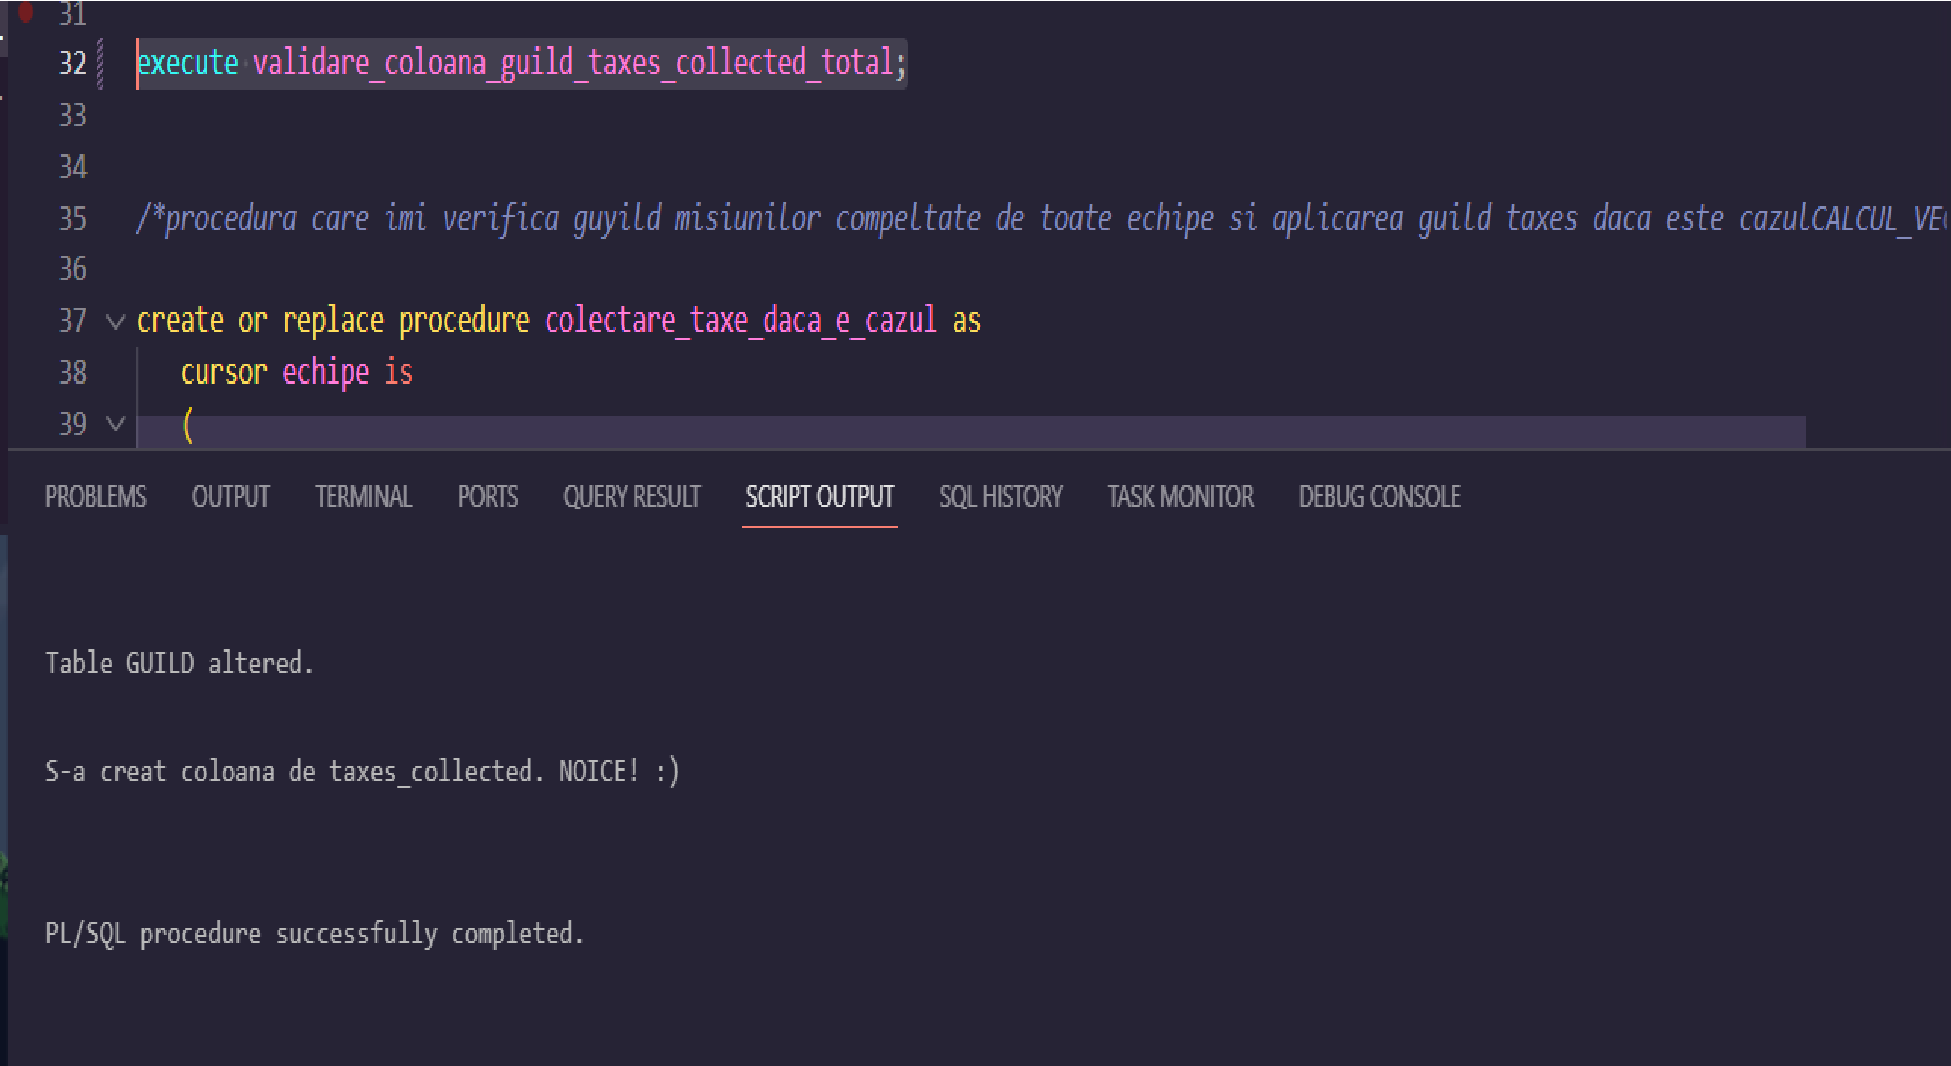 31
32 execute validare_coloana_guild_taxes_collected_total;
33
34
35 /*procedura care imi verifica guyild misiunilor compeltate de toate echipe si aplicarea guild taxes daca este cazulCALCUL_VE
36
37 create or replace procedure colectare_taxe_daca_e_cazul as
38 cursor echipe is
39 (
PROBLEMS OUTPUT TERMINAL PORTS QUERY RESULT SCRIPT OUTPUT SQL HISTORY TASK MONITOR DEBUG CONSOLE
Table GUILD altered.
S-a creat coloana de taxes_collected. NOICE! :)
PL/SQL procedure successfully completed.